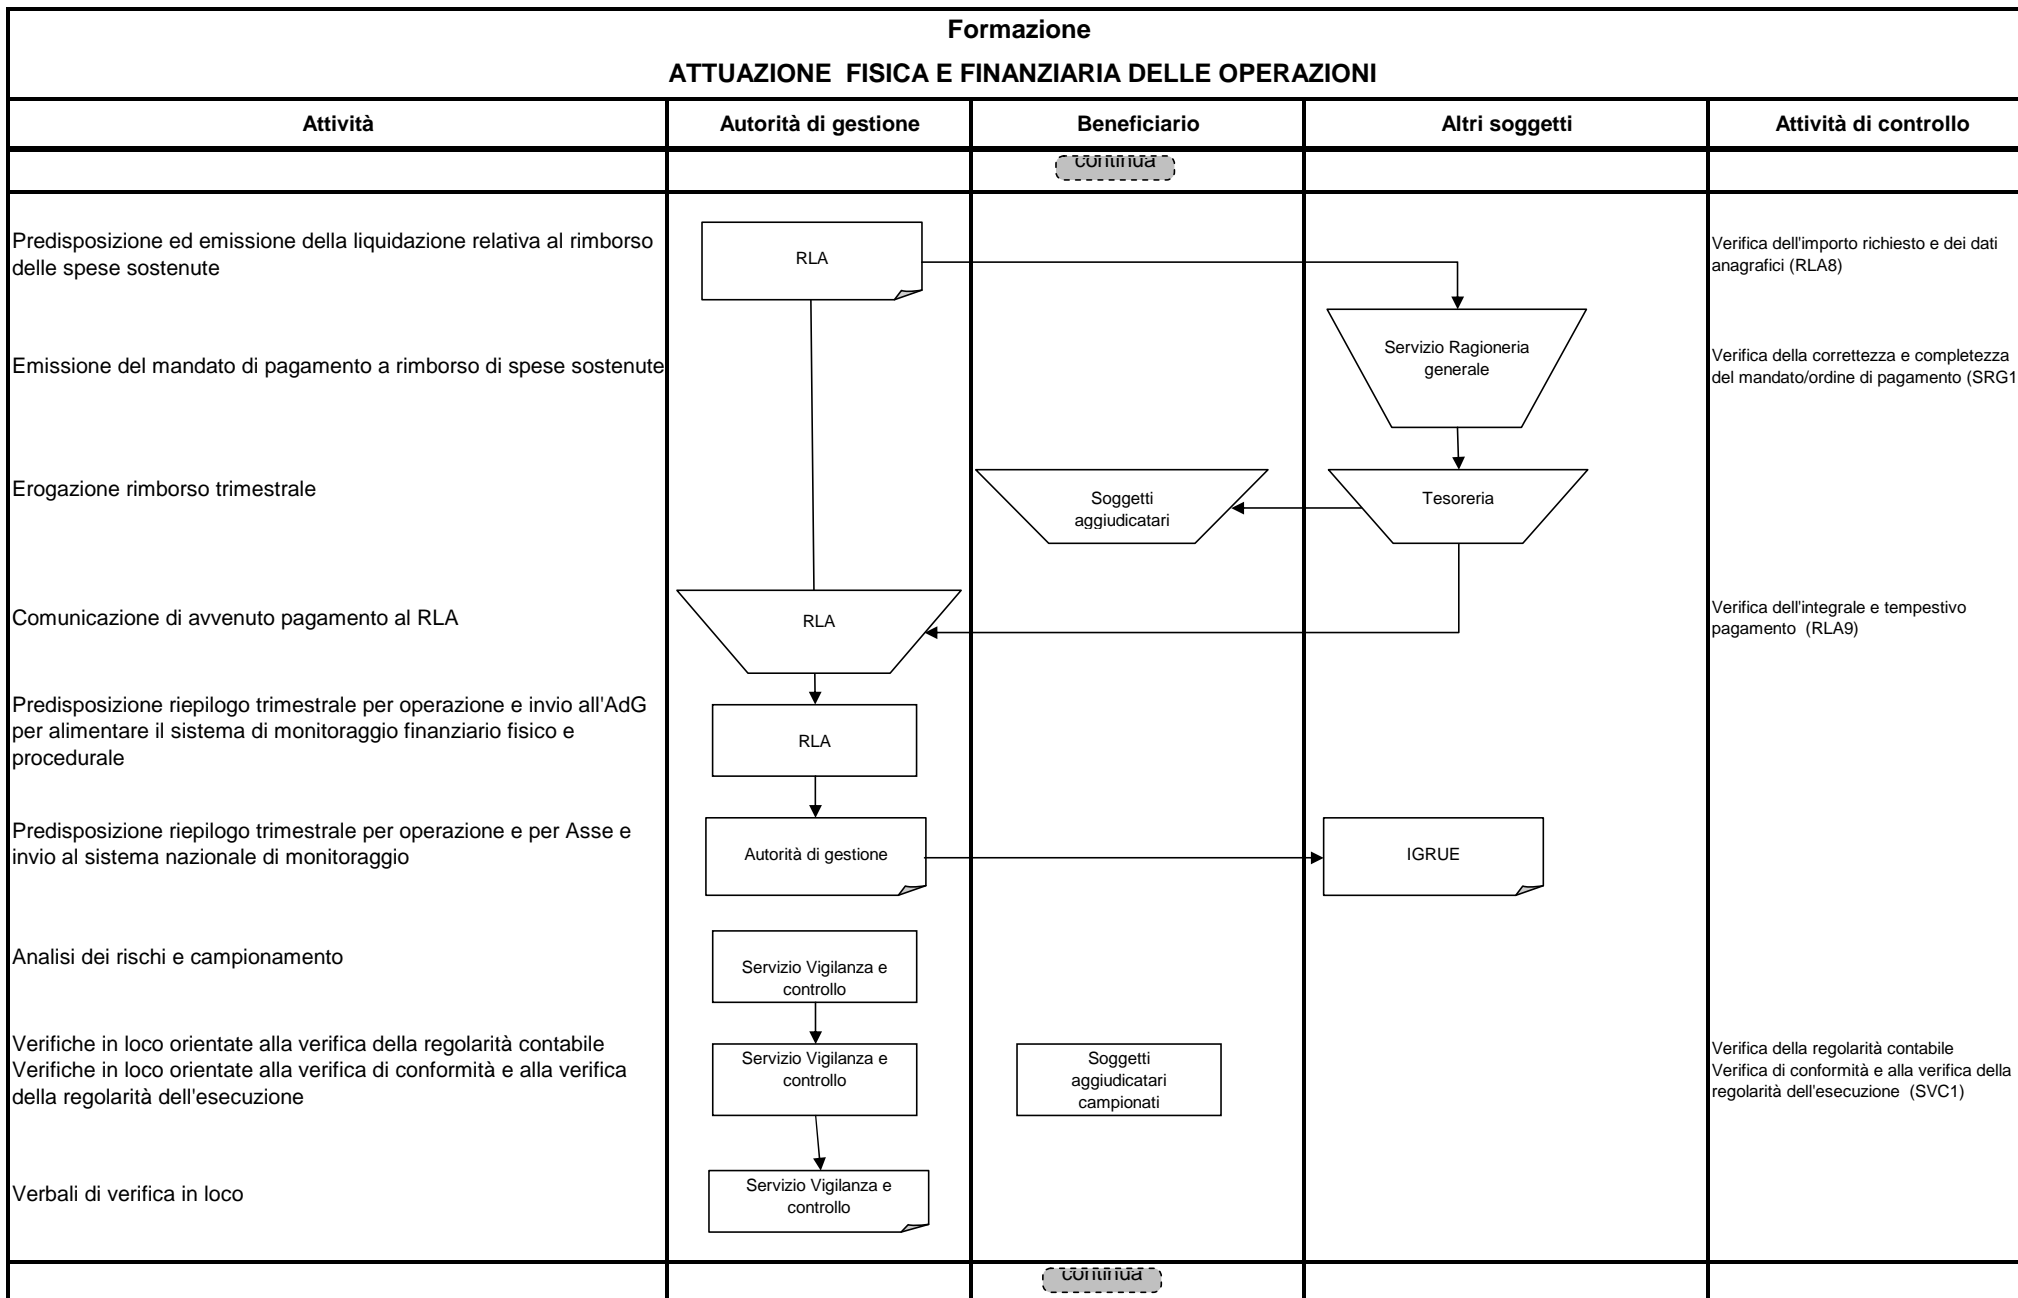 Formazione
ATTUAZIONE FISICA E FINANZIARIA DELLE OPERAZIONI
Attività
Autorità di gestione
Beneficiario
Altri soggetti
Attività di controllo
continua
Predisposizione ed emissione della liquidazione relativa al rimborso
delle spese sostenute
RLA
Verifica dell'importo richiesto e dei dati
anagrafici (RLA8)
Emissione del mandato di pagamento a rimborso di spese sostenute
Servizio Ragioneria
generale
Verifica della correttezza e completezza
del mandato/ordine di pagamento (SRG1
Erogazione rimborso trimestrale
Soggetti
aggiudicatari
Tesoreria
Comunicazione di avvenuto pagamento al RLA
RLA
Verifica dell'integrale e tempestivo
pagamento (RLA9)
Predisposizione riepilogo trimestrale per operazione e invio all'AdG
per alimentare il sistema di monitoraggio finanziario fisico e
procedurale
RLA
Predisposizione riepilogo trimestrale per operazione e per Asse e
invio al sistema nazionale di monitoraggio
Autorità di gestione
IGRUE
Analisi dei rischi e campionamento
Servizio Vigilanza e
controllo
Verifiche in loco orientate alla verifica della regolarità contabile
Verifiche in loco orientate alla verifica di conformità e alla verifica
della regolarità dell'esecuzione
Servizio Vigilanza e
controllo
Soggetti
aggiudicatari
campionati
Verifica della regolarità contabile
Verifica di conformità e alla verifica della
regolarità dell'esecuzione (SVC1)
Verbali di verifica in loco
Servizio Vigilanza e
controllo
continua